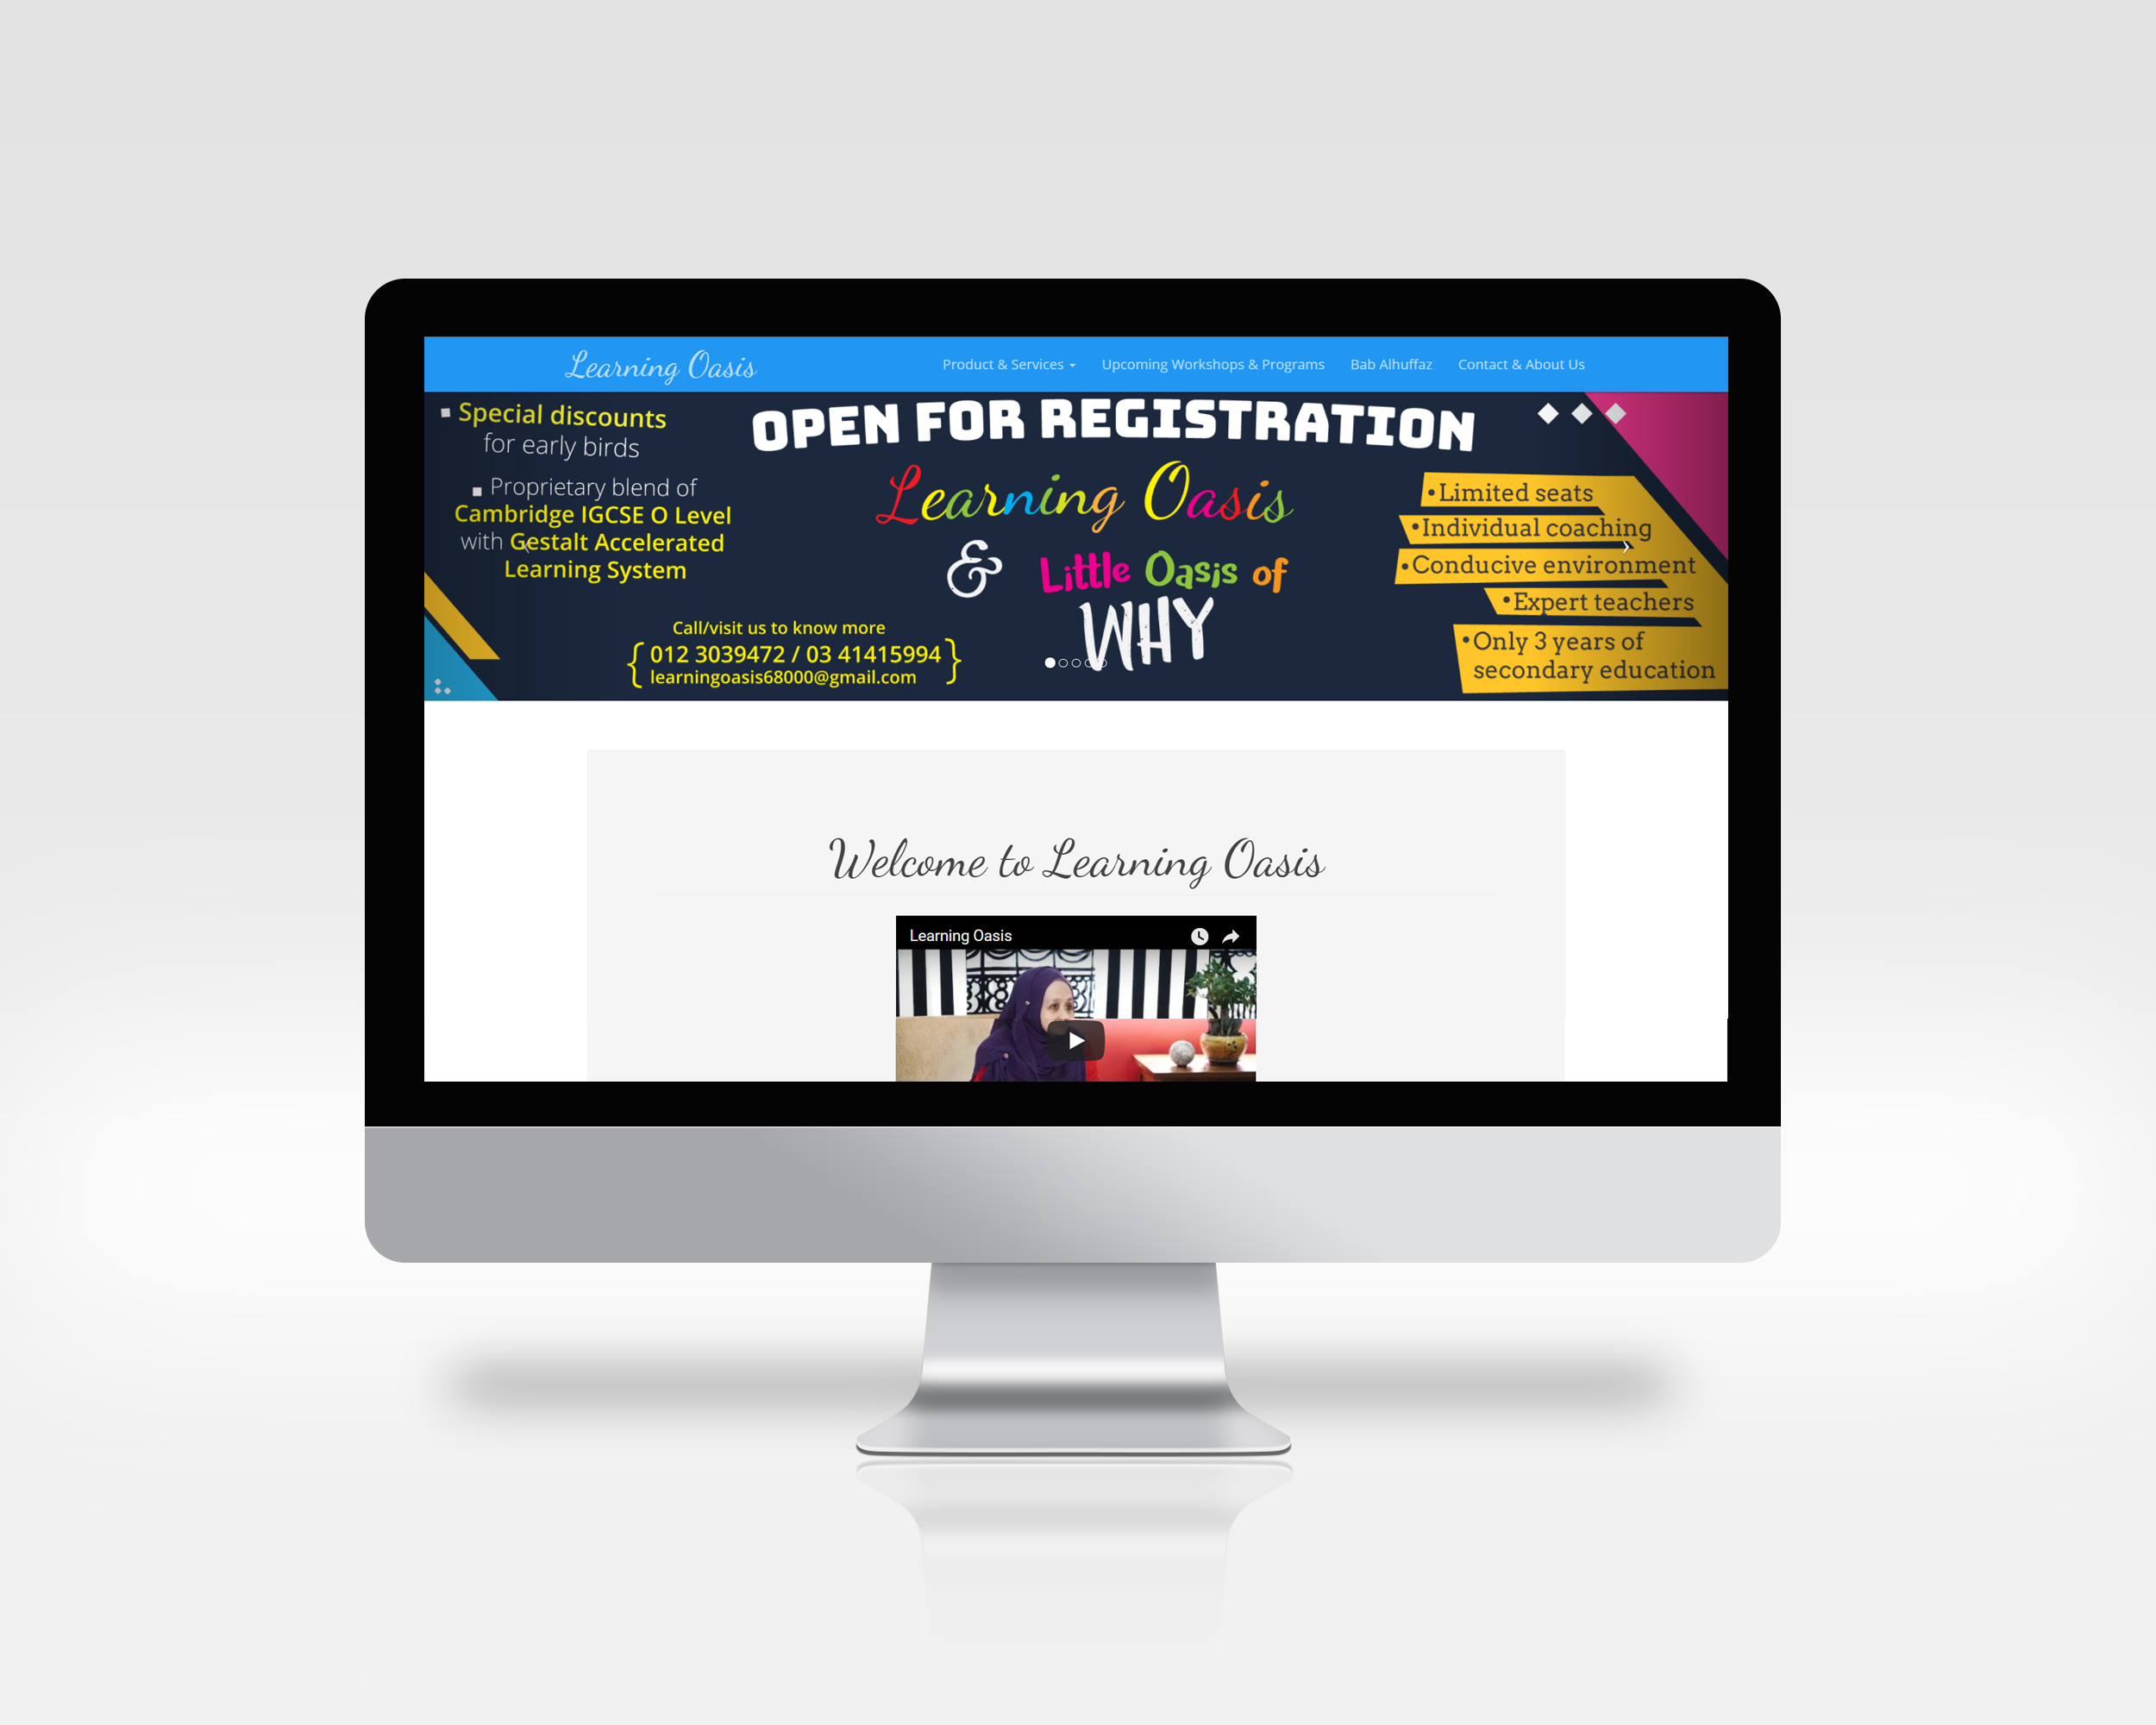 Learning Oasis
Product & Services
Upcoming Workshops & Programs
Bab Alhuffaz
Contact & About Us
▪ Special discounts
for early birds
▪ Proprietary blend of
Cambridge IGCSE O Level
with Gestalt Accelerated
Learning System
OPEN FOR REGISTRATION
Learning Oasis
& Little Oasis of
WHY
Call/visit us to know more
{ 012 3039472 / 03 41415994 }
learningoasis68000@gmail.com
• Limited seats
• Individual coaching
• Conducive environment
• Expert teachers
• Only 3 years of
secondary education
Welcome to Learning Oasis
Learning Oasis